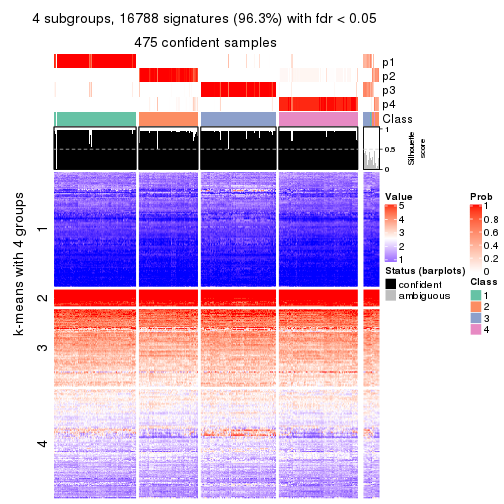 4 subgroups, 16788 signatures (96.3%) with fdr < 0.05
475 confident samples
p1
p2
p3
p4
Class
1
0.5
0
Silhouette
score
k-means with 4 groups
1
2
3
4
Value
5
4
3
2
1
Status (barplots)
confident
ambiguous
Prob
1
0.8
0.6
0.4
0.2
0
Class
1
2
3
4